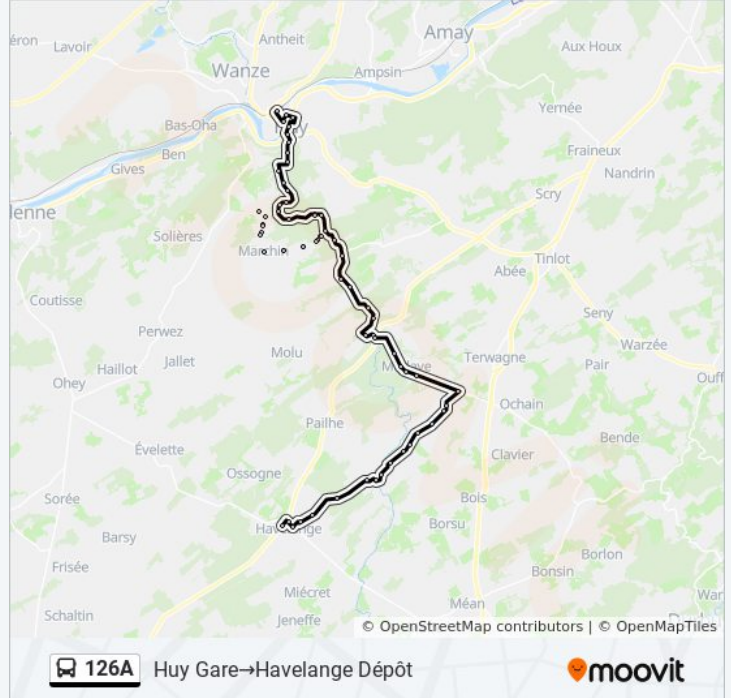 éron
Lavoir
Antheit
Amay
Aux Houx
Wanze
Ampsin
Yernée
Bas-Oha
Huy
Ben
Fraineux
Gives
Nandrin
Scry
lenne
Solières
Marchin
Tinlot
Abée
Coutisse
Seny
Perwez
Warzée
Molu
Terwagne
Jallet
Pair
Haillot
Modave
Ouff
Ohey
Ochain
Pailhe
Bende
Évelette
Clavier
Ossogne
Sorée
Bois
Havelange
Borsu
Barsy
Borlon
Frisée
Bonsin
Miécret
War
Méan
Schaltin
Jeneffe
© OpenStreetMap contributors | © OpenMapTiles
126A Huy Gare→Havelange Dépôt
moovit